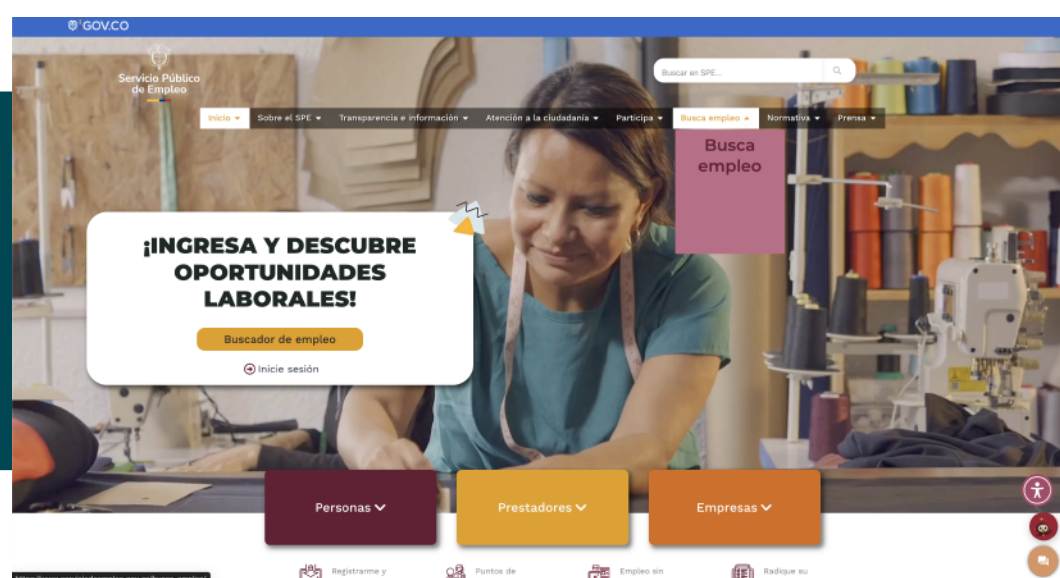 GOV.CO
Servicio Público
de Empleo
Buscar en SPE...
Inicio Sobre el SPE Transparencia e información Atención a la ciudadanía Participa Busca empleo Normativa Prensa
Busca
empleo
¡INGRESA Y DESCUBRE
OPORTUNIDADES
LABORALES!
Buscador de empleo
Inicie sesión
Personas Prestadores Empresas
Registrarme y Puntos de Empleo sin Radique su